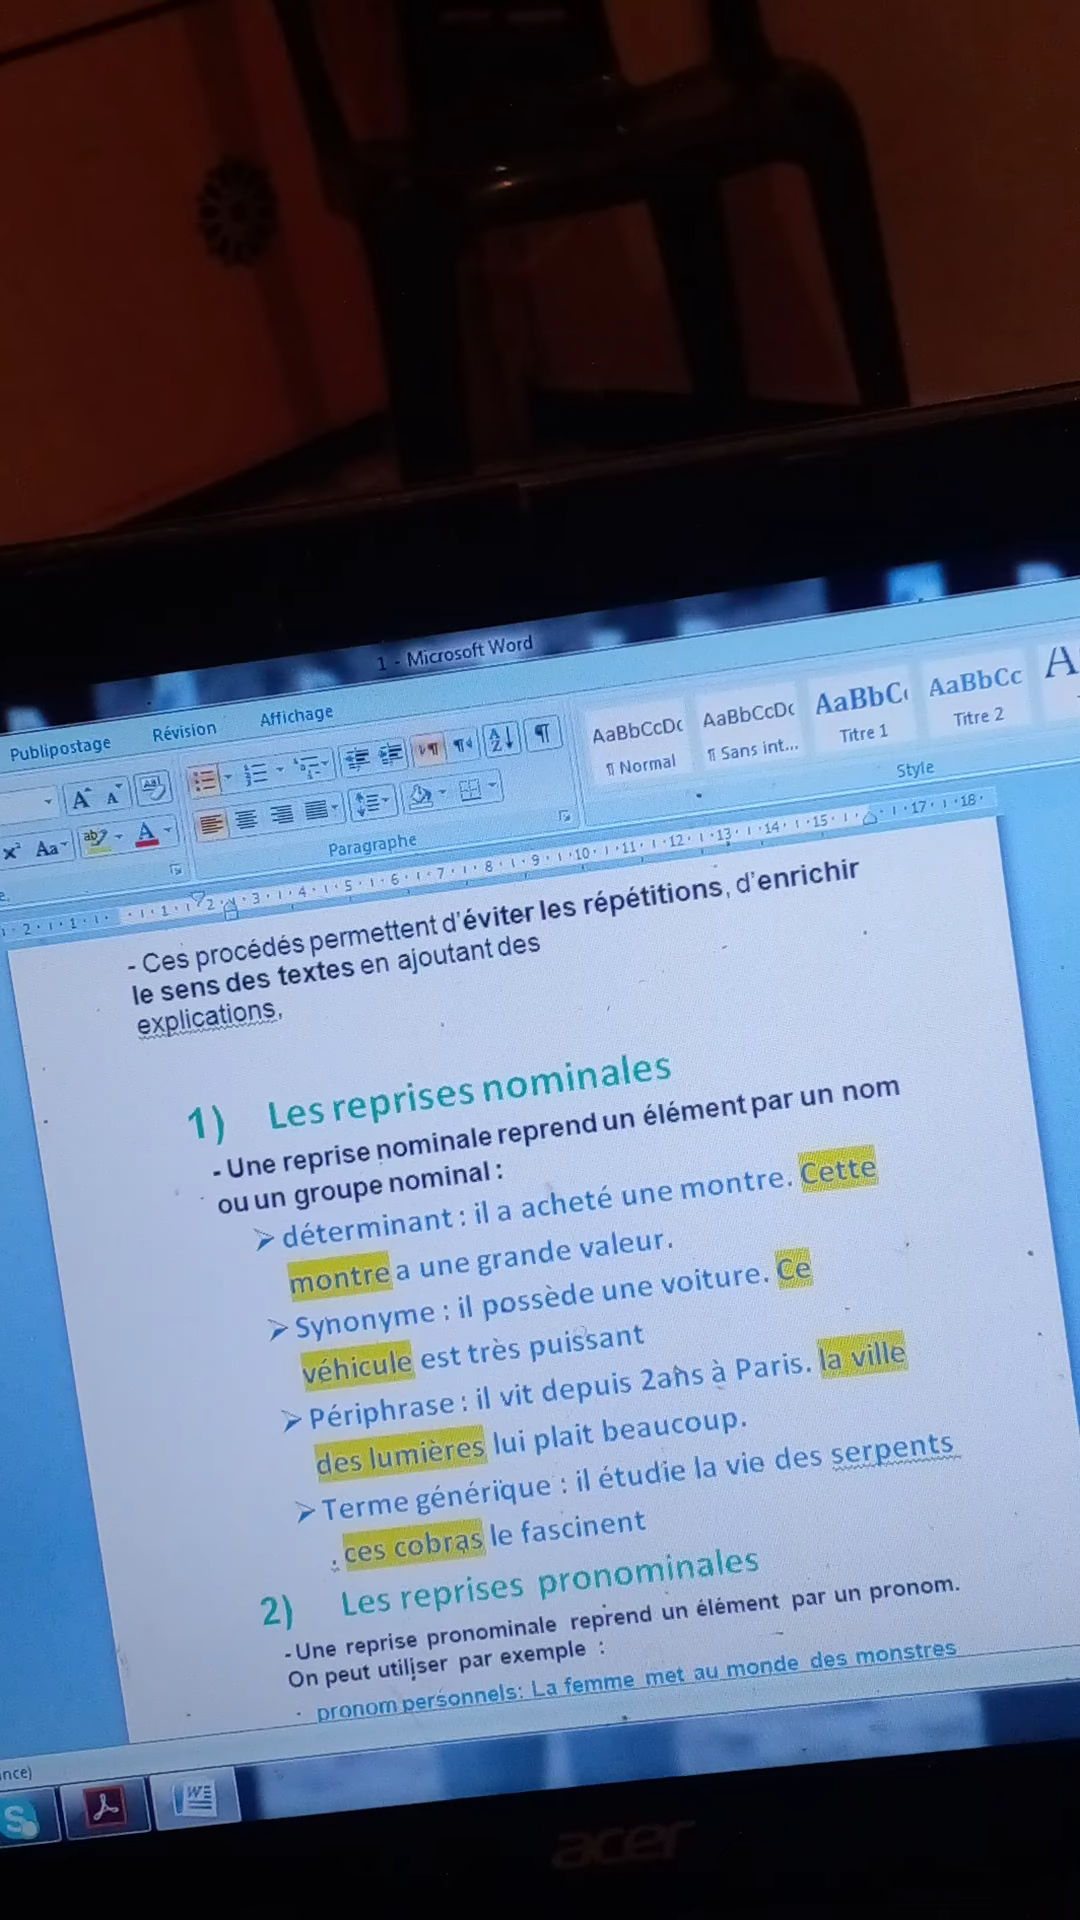 1 - Microsoft Word
Publipostage Révision Affichage
AaBbCcDc AaBbCcDc AaBbC AaBbCc
¶ Normal ¶ Sans int... Titre 1 Titre 2
Paragraphe Style
- Ces procédés permettent d'éviter les répétitions, d'enrichir
le sens des textes en ajoutant des
explications,
1) Les reprises nominales
- Une reprise nominale reprend un élément par un nom
ou un groupe nominal :
déterminant : il a acheté une montre. Cette
montre a une grande valeur.
Synonyme : il possède une voiture. Ce
véhicule est très puissant
Périphrase : il vit depuis 2ans à Paris. la ville
des lumières lui plait beaucoup.
Terme générique : il étudie la vie des serpents
. ces cobras le fascinent
2) Les reprises pronominales
-Une reprise pronominale reprend un élément par un pronom.
On peut utiliser par exemple :
· pronom personnels: La femme met au monde des monstres
acer